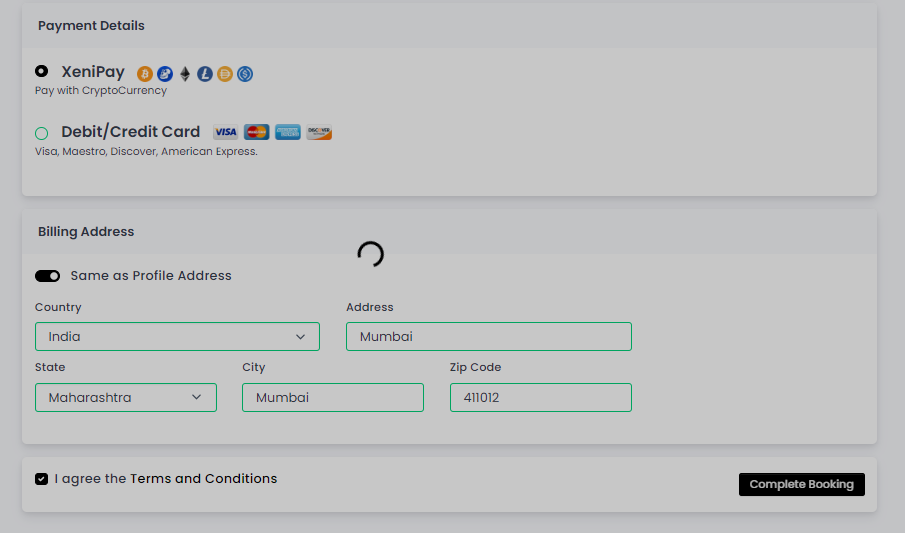 Payment Details
XeniPay
Pay with CryptoCurrency
Debit/Credit Card VISA DISCOVER
Visa, Maestro, Discover, American Express.
Billing Address
Same as Profile Address
Country Address
India Mumbai
State City Zip Code
Maharashtra Mumbai 411012
I agree the Terms and Conditions
Complete Booking